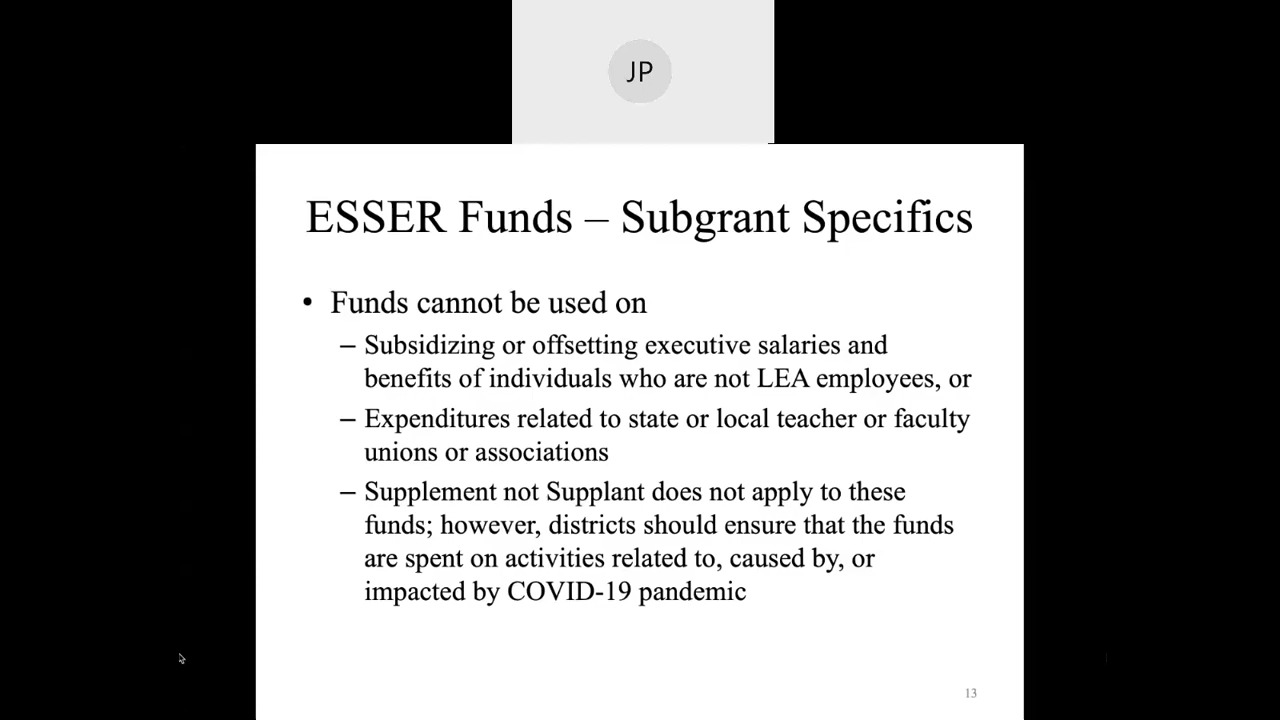 JP
ESSER Funds – Subgrant Specifics
• Funds cannot be used on
– Subsidizing or offsetting executive salaries and
benefits of individuals who are not LEA employees, or
– Expenditures related to state or local teacher or faculty
unions or associations
– Supplement not Supplant does not apply to these
funds; however, districts should ensure that the funds
are spent on activities related to, caused by, or
impacted by COVID-19 pandemic
13